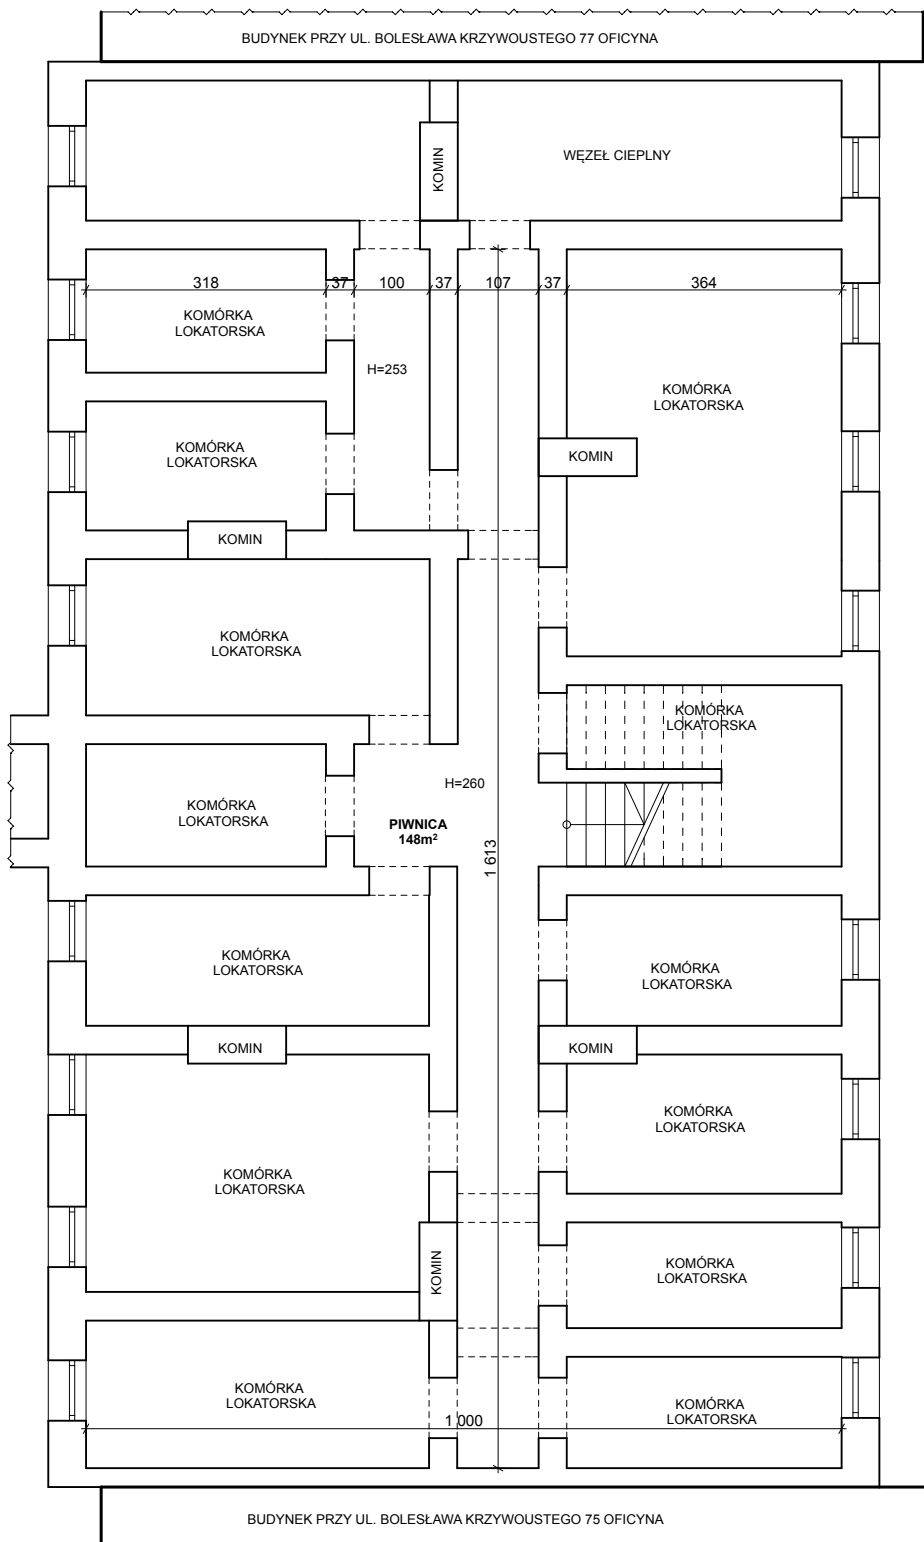 BUDYNEK PRZY UL. BOLESŁAWA KRZYWOUSTEGO 77 OFICYNA
KOMIN
WĘZEŁ CIEPLNY
318
37
100
37
107
37
364
KOMÓRKA
LOKATORSKA
H=253
KOMÓRKA
LOKATORSKA
KOMÓRKA
LOKATORSKA
KOMIN
KOMIN
KOMÓRKA
LOKATORSKA
KOMÓRKA
LOKATORSKA
H=260
KOMÓRKA
LOKATORSKA
PIWNICA
148m²
1 613
KOMÓRKA
LOKATORSKA
KOMÓRKA
LOKATORSKA
KOMIN
KOMIN
KOMÓRKA
LOKATORSKA
KOMÓRKA
LOKATORSKA
KOMIN
KOMÓRKA
LOKATORSKA
KOMÓRKA
LOKATORSKA
KOMÓRKA
LOKATORSKA
1 000
BUDYNEK PRZY UL. BOLESŁAWA KRZYWOUSTEGO 75 OFICYNA